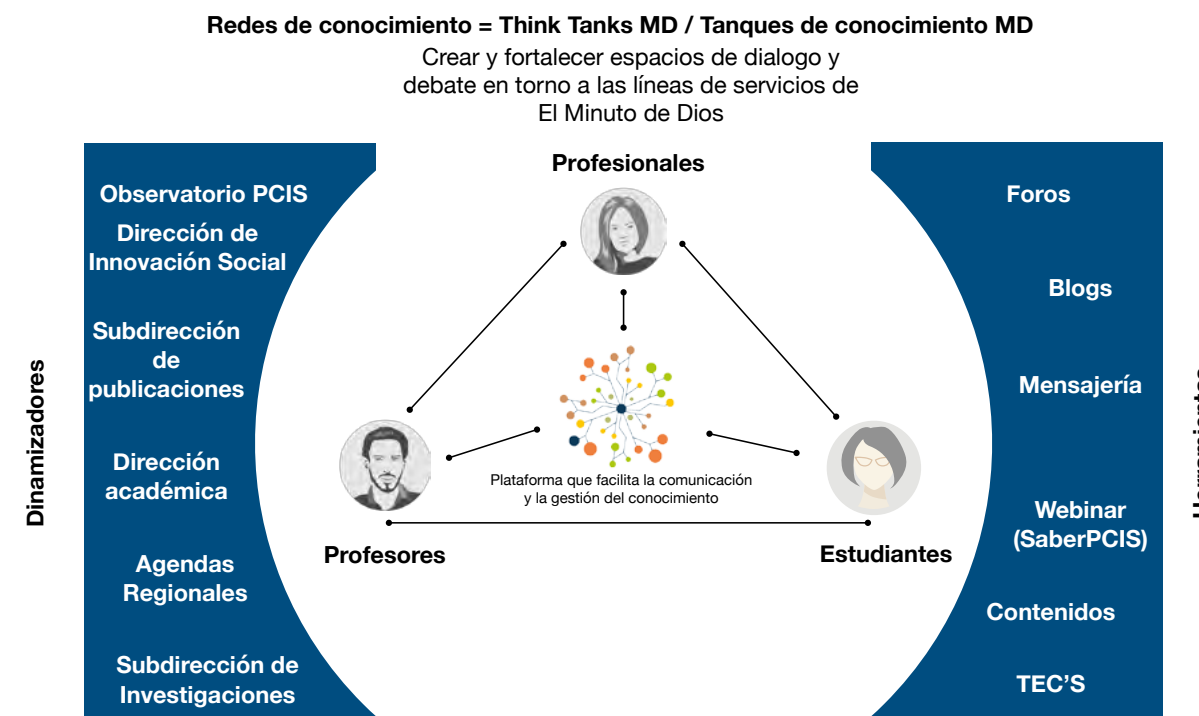 Redes de conocimiento = Think Tanks MD / Tanques de conocimiento MD
Crear y fortalecer espacios de dialogo y
debate en torno a las líneas de servicios de
El Minuto de Dios
Dinamizadores
Observatorio PCIS
Dirección de
Innovación Social
Subdirección
de
publicaciones
Dirección
académica
Agendas
Regionales
Subdirección de
Investigaciones
Profesionales
Plataforma que facilita la comunicación
y la gestión del conocimiento
Profesores
Estudiantes
Foros
Blogs
Mensajería
Webinar
(SaberPCIS)
Contenidos
TEC'S